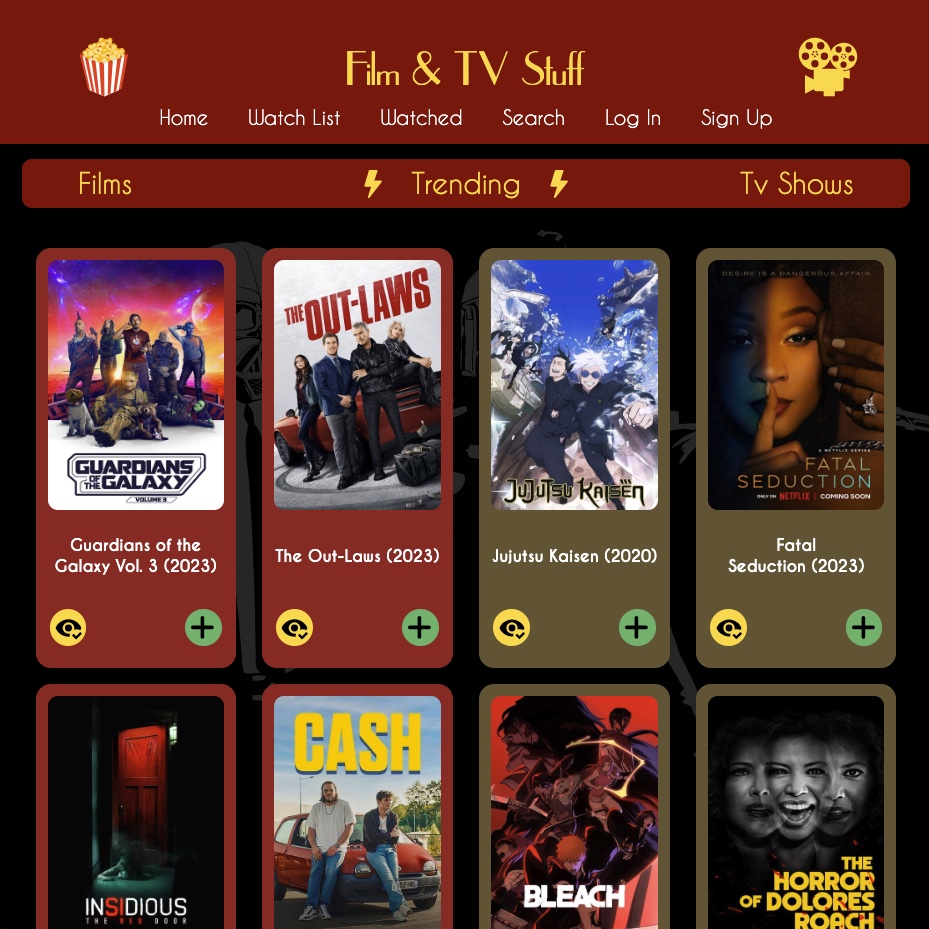 Film & TV Stuff
Home Watch List Watched Search Log In Sign Up
Films
Trending
Tv Shows
GUARDIANS
OF THE GALAXY
VOLUME 3
Guardians of the
Galaxy Vol. 3 (2023)
THE OUT-LAWS
The Out-Laws (2023)
JUJUTSU KAISEN
Jujutsu Kaisen (2020)
DESIRE IS A DANGEROUS AFFAIR
A NETFLIX SERIES
FATAL
SEDUCTION
ONLY ON NETFLIX | COMING SOON
Fatal
Seduction (2023)
INSIDIOUS
THE RED DOOR
CASH
BLEACH
THE
HORROR
OF DOLORES
ROACH